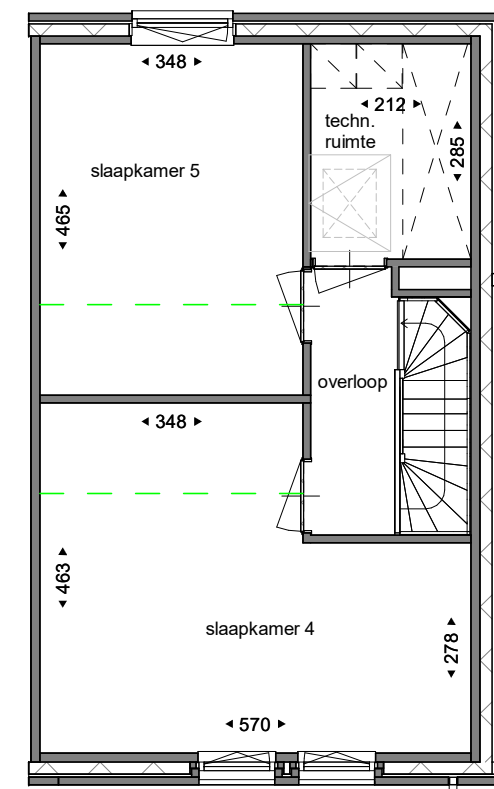 348
212
techn.
ruimte
285
slaapkamer 5
465
overloop
348
463
slaapkamer 4
278
570